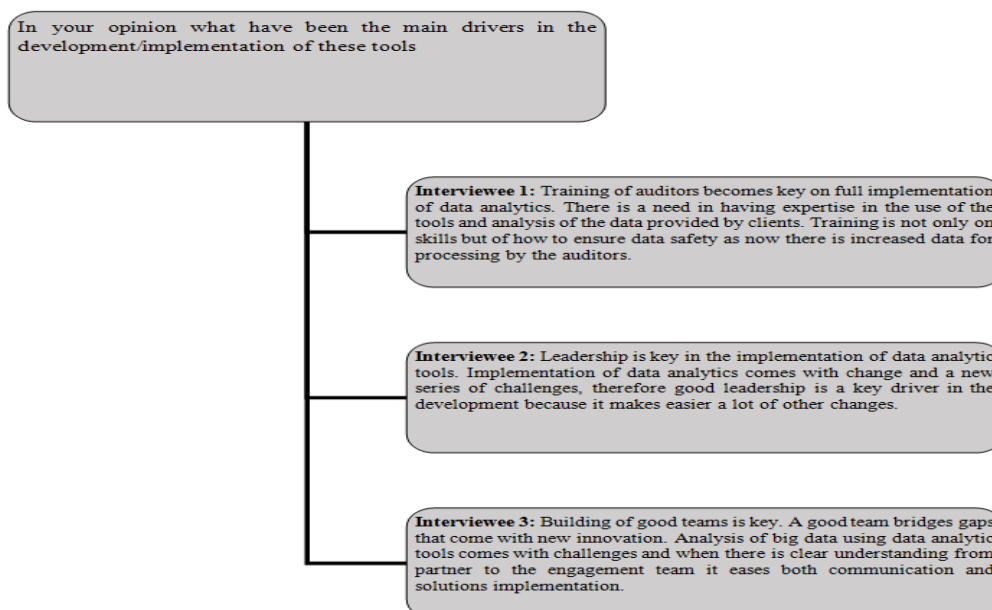 In your opinion what have been the main drivers in the
development/implementation of these tools
Interviewee 1: Training of auditors becomes key on full implementation
of data analytics. There is a need in having expertise in the use of the
tools and analysis of the data provided by clients. Training is not only on
skills but of how to ensure data safety as now there is increased data for
processing by the auditors.
Interviewee 2: Leadership is key in the implementation of data analytic
tools. Implementation of data analytics comes with change and a new
series of challenges, therefore good leadership is a key driver in the
development because it makes easier a lot of other changes.
Interviewee 3: Building of good teams is key. A good team bridges gaps
that come with new innovation. Analysis of big data using data analytic
tools comes with challenges and when there is clear understanding from
partner to the engagement team it eases both communication and
solutions implementation.